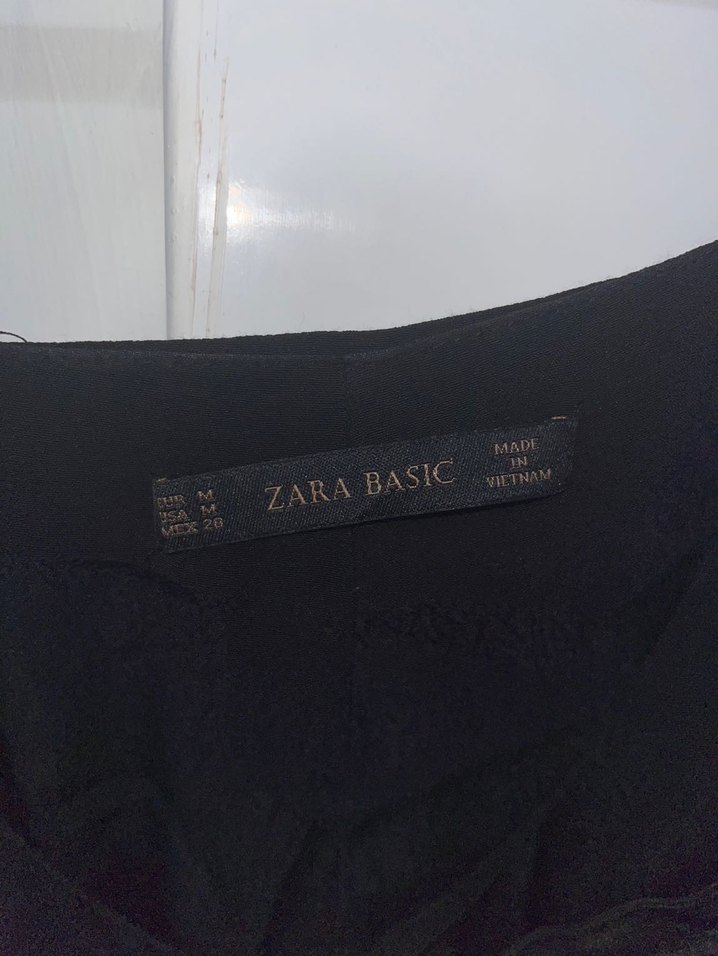 EUR M
USA M
MEX 28
ZARA BASIC
MADE
IN
VIETNAM